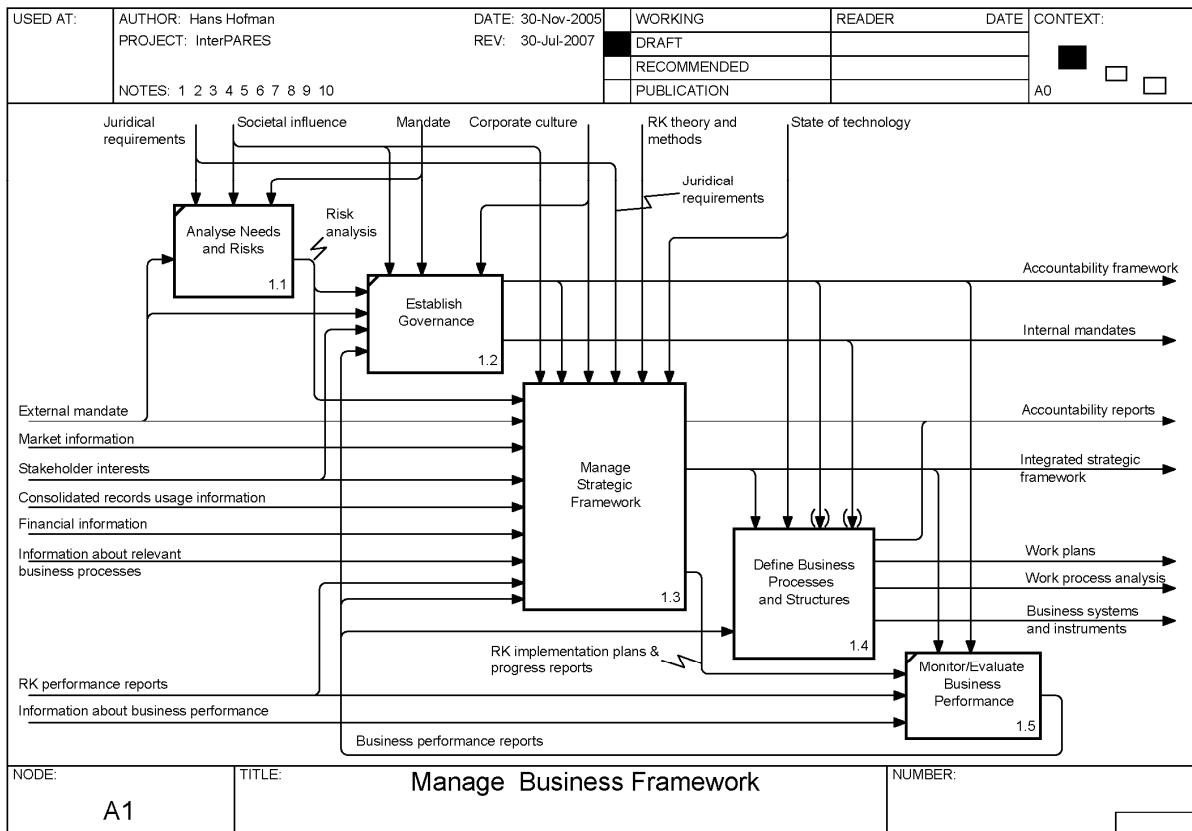 USED AT:
AUTHOR: Hans Hofman
DATE: 30-Nov-2005
WORKING
READER
DATE
CONTEXT:
PROJECT: InterPARES
REV: 30-Jul-2007
DRAFT
RECOMMENDED
NOTES: 1 2 3 4 5 6 7 8 9 10
PUBLICATION
A0
Juridical
requirements
Societal influence
Mandate
Corporate culture
RK theory and
methods
State of technology
Juridical
requirements
Analyse Needs
and Risks
1.1
Risk
analysis
Establish
Governance
1.2
Accountability framework
Internal mandates
External mandate
Market information
Stakeholder interests
Consolidated records usage information
Financial information
Information about relevant
business processes
Manage
Strategic
Framework
1.3
Accountability reports
Integrated strategic
framework
Define Business
Processes
and Structures
1.4
Work plans
Work process analysis
Business systems
and instruments
RK implementation plans &
progress reports
RK performance reports
Information about business performance
Monitor/Evaluate
Business
Performance
1.5
Business performance reports
NODE:
A1
TITLE:
Manage Business Framework
NUMBER: